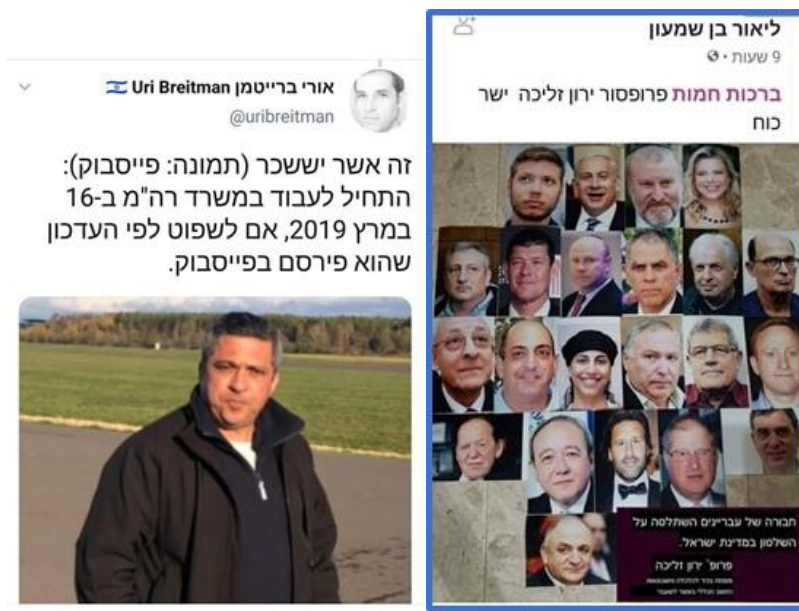 אורי ברייטמן Uri Breitman
@uribreitman
זה אשר יששכר (תמונה: פייסבוק):
התחיל לעבוד במשרד רה"מ ב-16
במרץ 2019, אם לשפוט לפי העדכון
שהוא פירסם בפייסבוק.
ליאור בן שמעון
9 שעות
ברכות חמות פרופסור ירון זליכה ישר
כוח
חבורה של עבריינים השתלטה על
השלטון במדינת ישראל.
פרופ' ירון זליכה